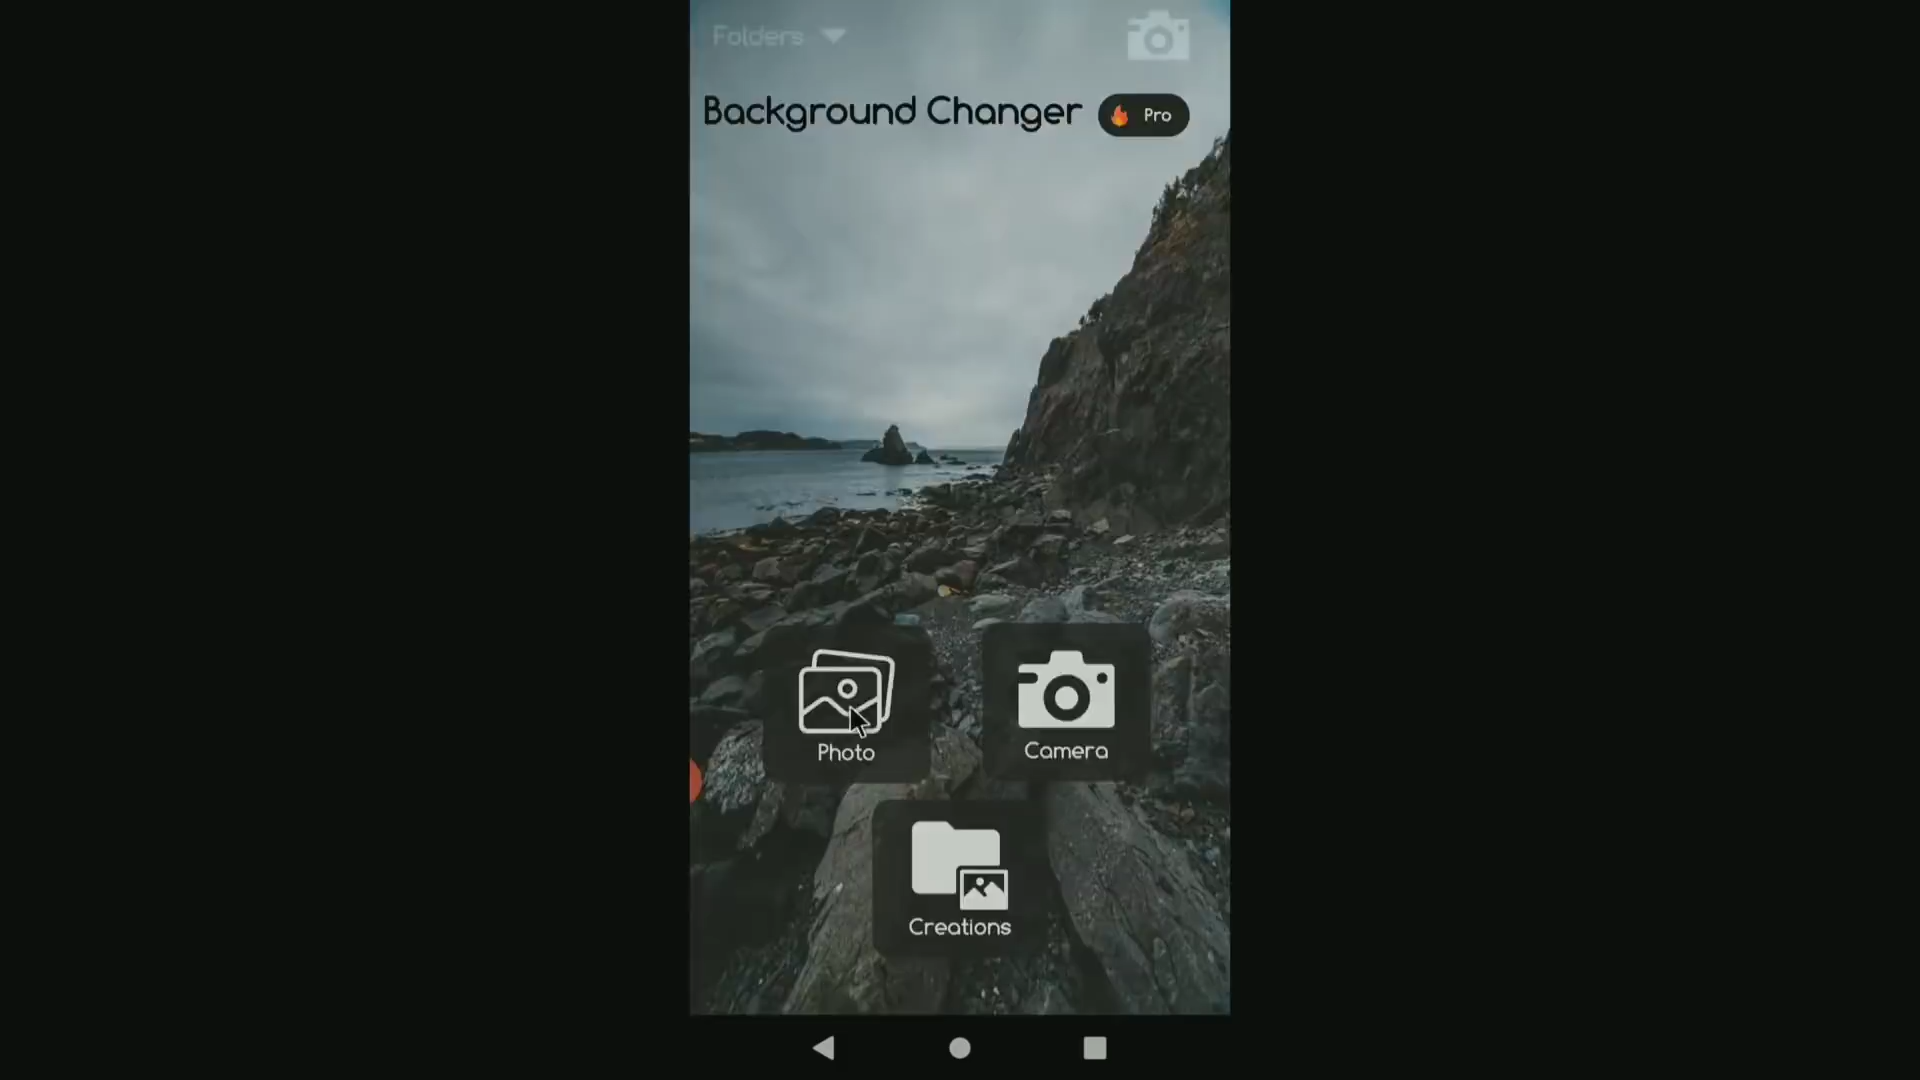 Folders
Background Changer
Pro
Photo
Camera
Creations